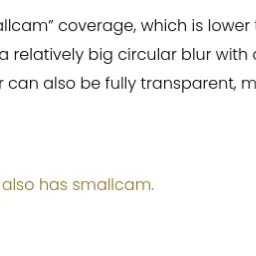 allcam” coverage, which is lower
a relatively big circular blur with
can also be fully transparent,
also has smallcam.